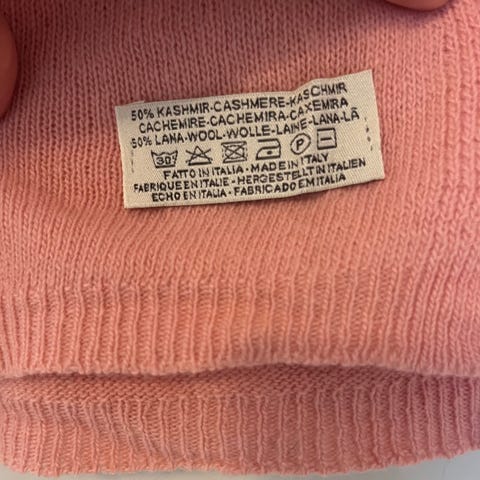 50% KASHMIR-CASHMERE-KASCHMIR
CACHEMIRE-CACHEMIRA-CAXEMIRA
50% LANA-WOOL-WOLLE-LAINE-LANA-LÃ
30° P
FATTO IN ITALIA - MADE IN ITALY
FABRIQUE EN ITALIE - HERGESTELLT IN ITALIEN
ECHO EN ITALIA - FABRICADO EM ITALIA